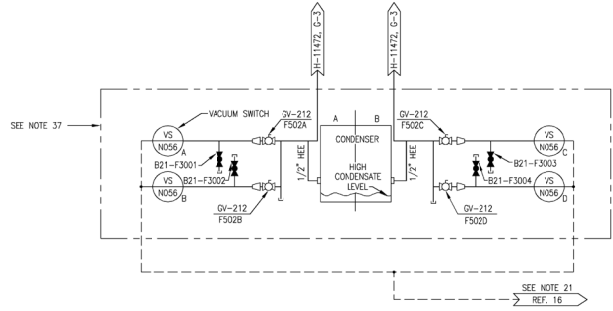 H-11472, G-3
H-11472, G-3
SEE NOTE 37
VS
N056
A
VACUUM SWITCH
GV-212
F502A
A B
CONDENSER
HIGH
CONDENSATE
LEVEL
GV-212
F502C
VS
N056
C
B21-F3001
B21-F3002
1/2" HEE
1/2" HEE
B21-F3003
B21-F3004
VS
N056
B
GV-212
F502B
GV-212
F502D
VS
N056
D
SEE NOTE 21
REF. 16